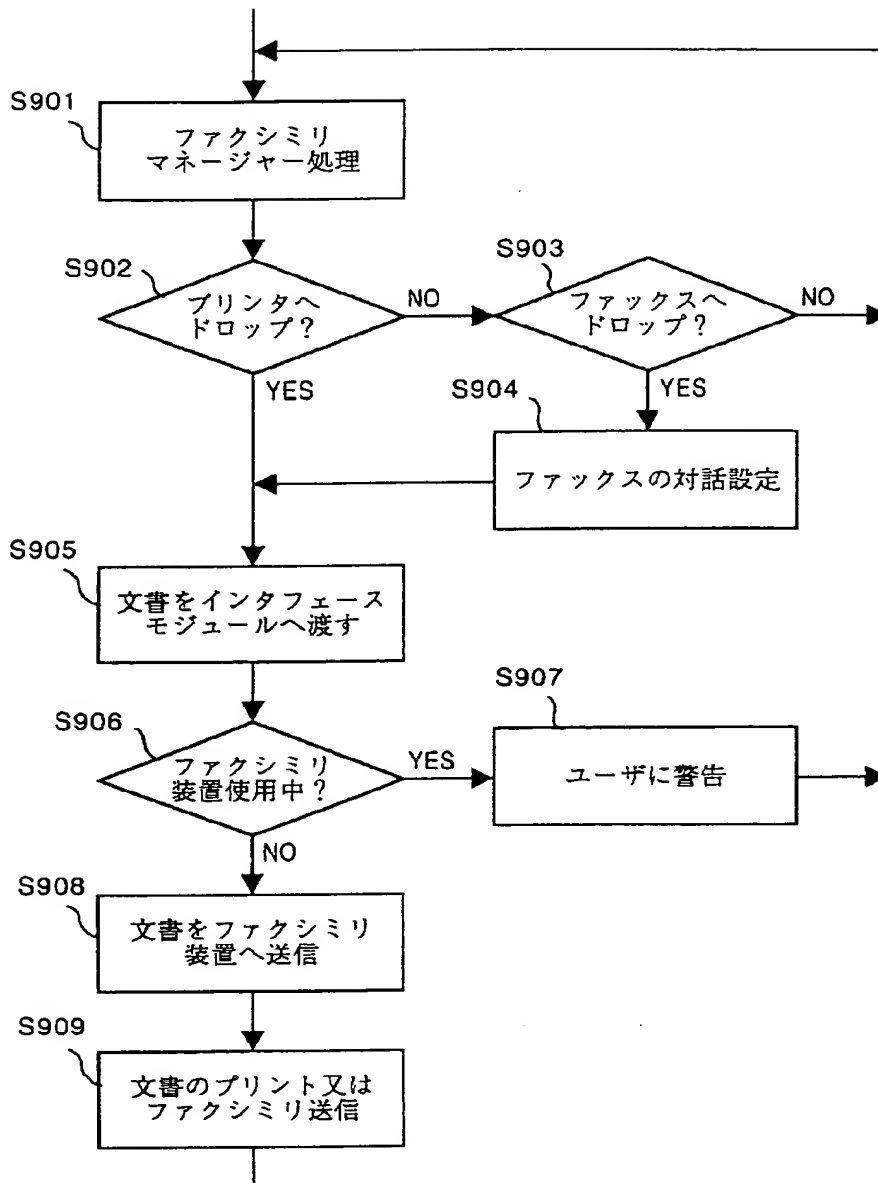 S901
ファクシミリ
マネージャー処理
S902
プリンタへ
ドロップ？
NO
YES
S903
ファックスへ
ドロップ？
NO
YES
S904
ファックスの対話設定
S905
文書をインタフェース
モジュールへ渡す
S906
ファクシミリ
装置使用中？
YES
NO
S907
ユーザに警告
S908
文書をファクシミリ
装置へ送信
S909
文書のプリント又は
ファクシミリ送信